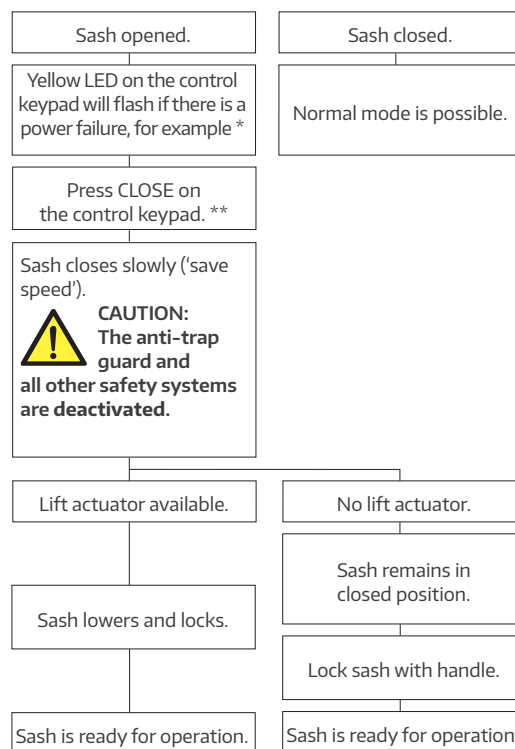 Sash opened.
Yellow LED on the control
keypad will flash if there is a
power failure, for example *
Press CLOSE on
the control keypad. **
Sash closes slowly (‘save
speed’).
CAUTION:
The anti-trap
guard and
all other safety systems
are deactivated.
Sash closed.
Normal mode is possible.
Lift actuator available.
Sash lowers and locks.
Sash is ready for operation.
No lift actuator.
Sash remains in
closed position.
Lock sash with handle.
Sash is ready for operation